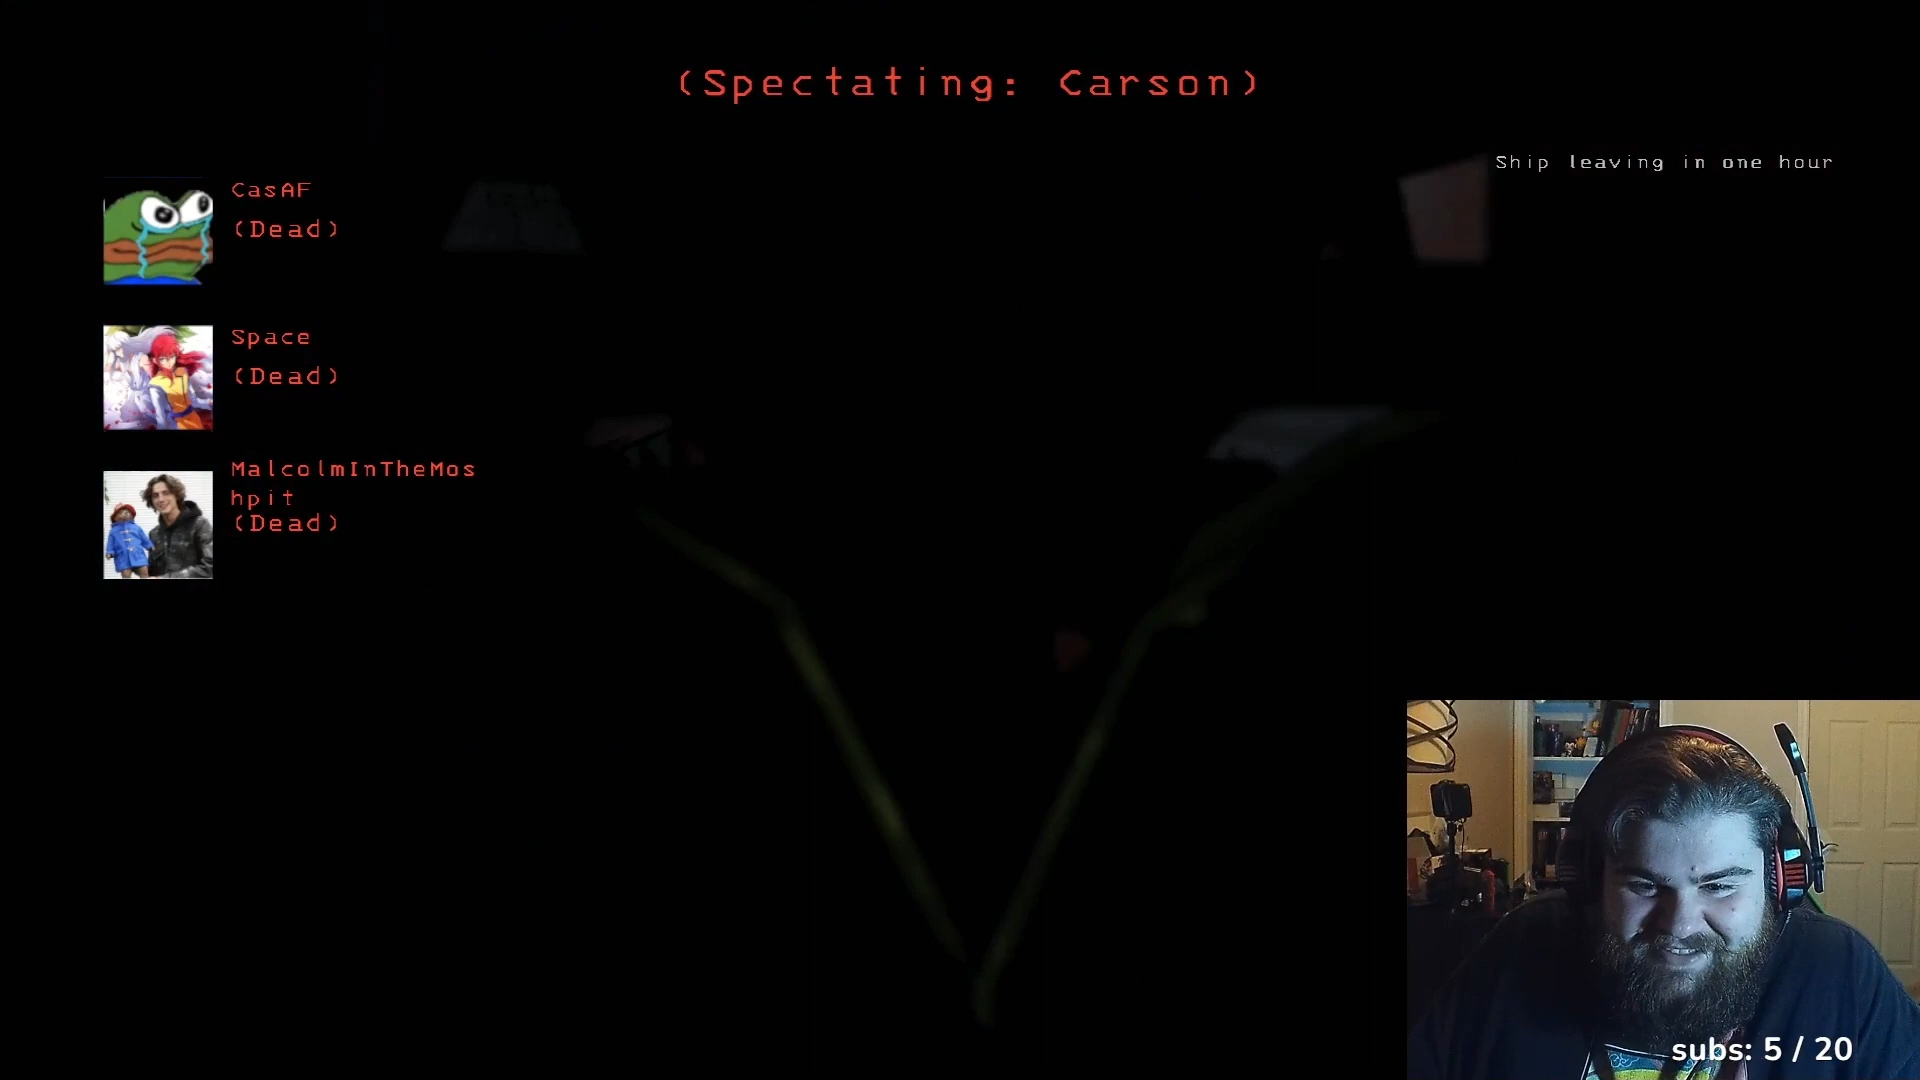 (Spectating: Carson)
Ship leaving in one hour
CasAF
(Dead)
Space
(Dead)
MalcolmInTheMos
hpit
(Dead)
subs: 5 / 20